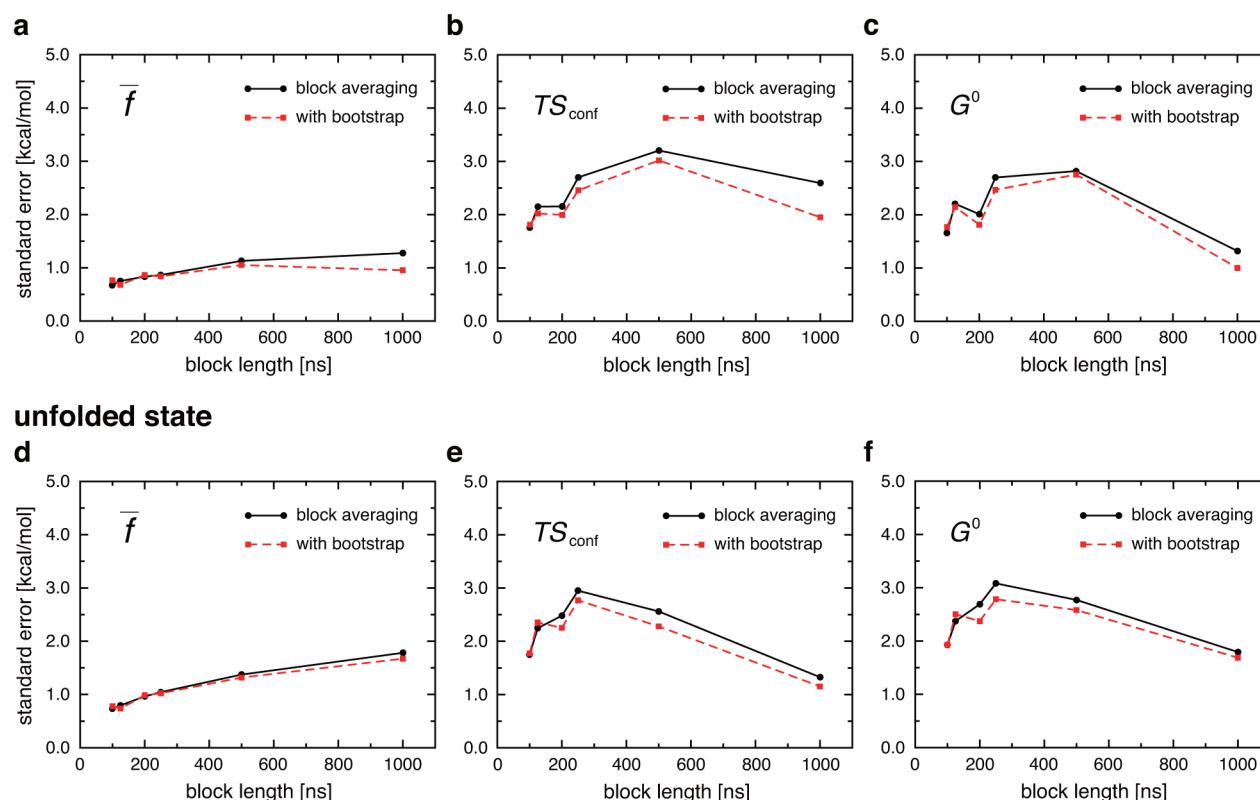 a b c
5.0 4.0 3.0 2.0 1.0 0.0
standard error [kcal/mol]
f̅
block averaging
with bootstrap
0 200 400 600 800 1000
block length [ns]
5.0 4.0 3.0 2.0 1.0 0.0
TSconf
block averaging
with bootstrap
0 200 400 600 800 1000
block length [ns]
5.0 4.0 3.0 2.0 1.0 0.0
G⁰
block averaging
with bootstrap
0 200 400 600 800 1000
block length [ns]
unfolded state
d e f
5.0 4.0 3.0 2.0 1.0 0.0
standard error [kcal/mol]
f̅
block averaging
with bootstrap
0 200 400 600 800 1000
block length [ns]
5.0 4.0 3.0 2.0 1.0 0.0
TSconf
block averaging
with bootstrap
0 200 400 600 800 1000
block length [ns]
5.0 4.0 3.0 2.0 1.0 0.0
G⁰
block averaging
with bootstrap
0 200 400 600 800 1000
block length [ns]